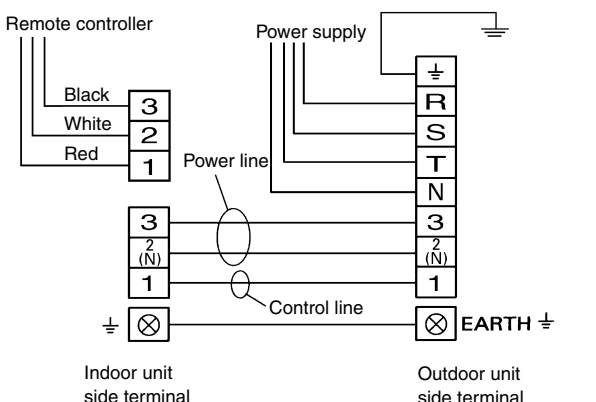 Remote controller
Power supply
Black
White
Red
3
2
1
R
S
T
N
Power line
3
2
(N)
1
3
2
(N)
1
Control line
EARTH
Indoor unit
side terminal
Outdoor unit
side terminal